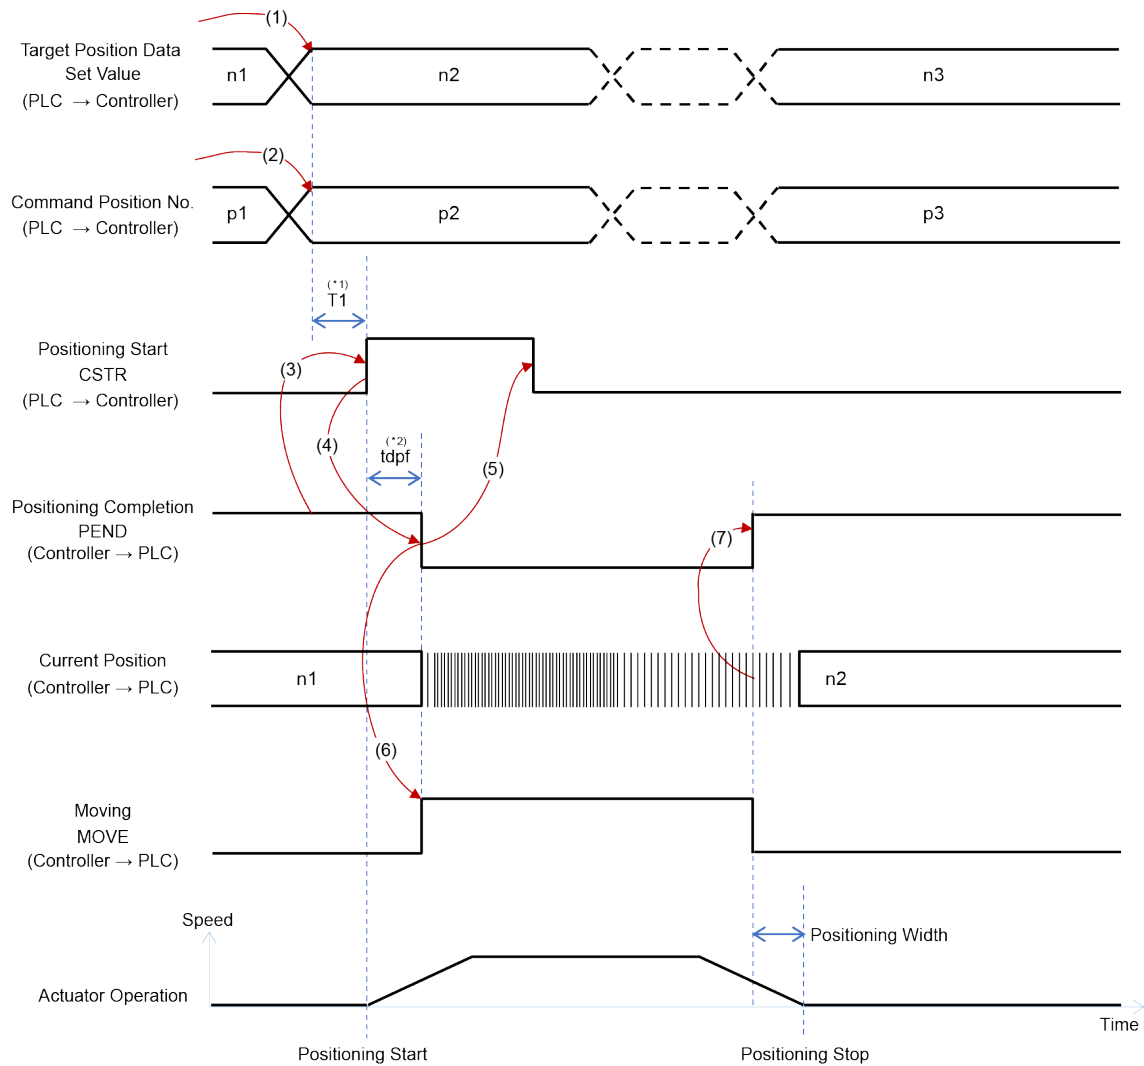 (1)
Target Position Data
Set Value
(PLC → Controller)
n1
n2
n3
(2)
Command Position No.
(PLC → Controller)
p1
p2
p3
(*1)
T1
Positioning Start
CSTR
(PLC → Controller)
(3)
(4)
(*2)
tdpf
(5)
Positioning Completion
PEND
(Controller → PLC)
(7)
Current Position
(Controller → PLC)
n1
n2
(6)
Moving
MOVE
(Controller → PLC)
Speed
Positioning Width
Actuator Operation
Time
Positioning Start
Positioning Stop